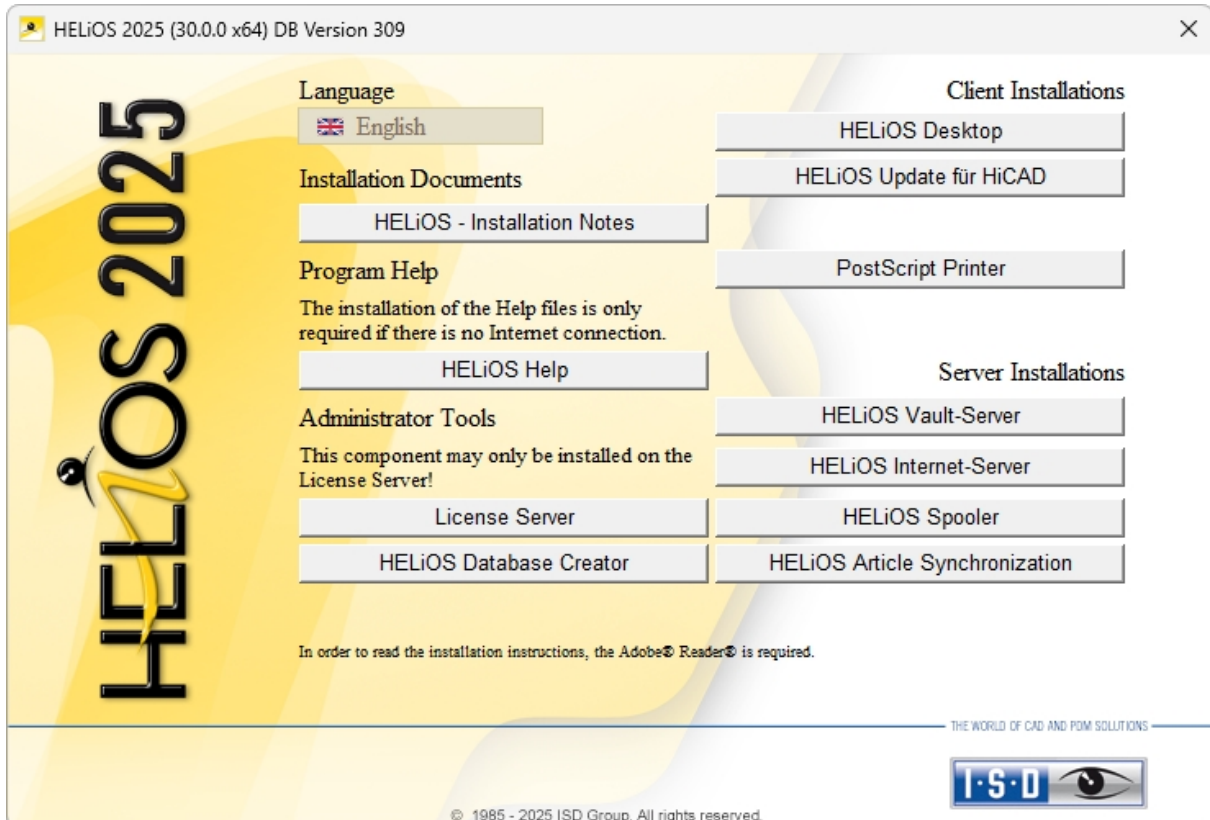 HELiOS 2025 (30.0.0 x64) DB Version 309
HELiOS 2025
Language
English
Installation Documents
HELiOS - Installation Notes
Program Help
The installation of the Help files is only
required if there is no Internet connection.
HELiOS Help
Administrator Tools
This component may only be installed on the
License Server!
License Server
HELiOS Database Creator
Client Installations
HELiOS Desktop
HELiOS Update für HiCAD
PostScript Printer
Server Installations
HELiOS Vault-Server
HELiOS Internet-Server
HELiOS Spooler
HELiOS Article Synchronization
In order to read the installation instructions, the Adobe® Reader® is required.
THE WORLD OF CAD AND PDM SOLUTIONS
I·S·D
© 1985 - 2025 ISD Group. All rights reserved.